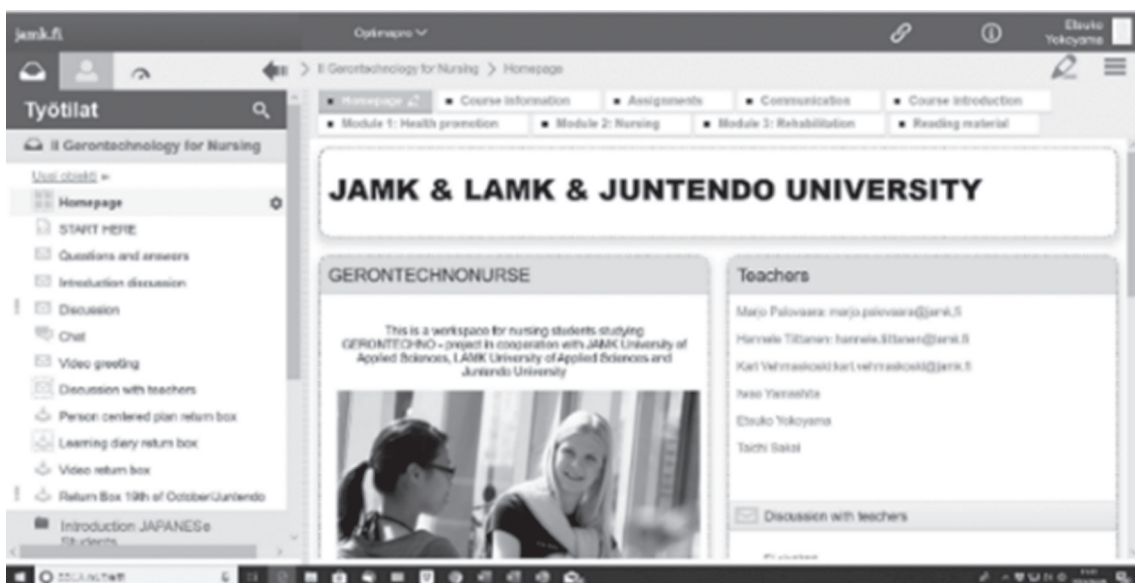 jamk.fi
Optimapro
Etsuko
Yokoyama
II Gerontechnology for Nursing > Homepage
Työtilat
Homepage
Course information
Assignments
Communication
Course introduction
Module 1: Health promotion
Module 2: Nursing
Module 3: Rehabilitation
Reading material
II Gerontechnology for Nursing
Uusi objekti
Homepage
START HERE
Questions and answers
Introduction discussion
Discussion
Chat
Video greeting
Discussion with teachers
Person centered plan return box
Learning diary return box
Video return box
Return Box 19th of October/Juntendo
Introduction JAPANESe
Students
JAMK & LAMK & JUNTENDO UNIVERSITY
GERONTECHNONURSE
This is a workspace for nursing students studying
GERONTECHNO - project in cooperation with JAMK University of
Applied Sciences, LAMK University of Applied Sciences and
Juntendo University
Teachers
Marjo Palovaara: marjo.palovaara@jamk.fi
Hannele Tiittanen: hannele.tiittanen@lamk.fi
Kari Vehmaskoski:kari.vehmaskoski@jamk.fi
Iwao Yamashita
Etsuko Yokoyama
Taichi Sakai
Discussion with teachers